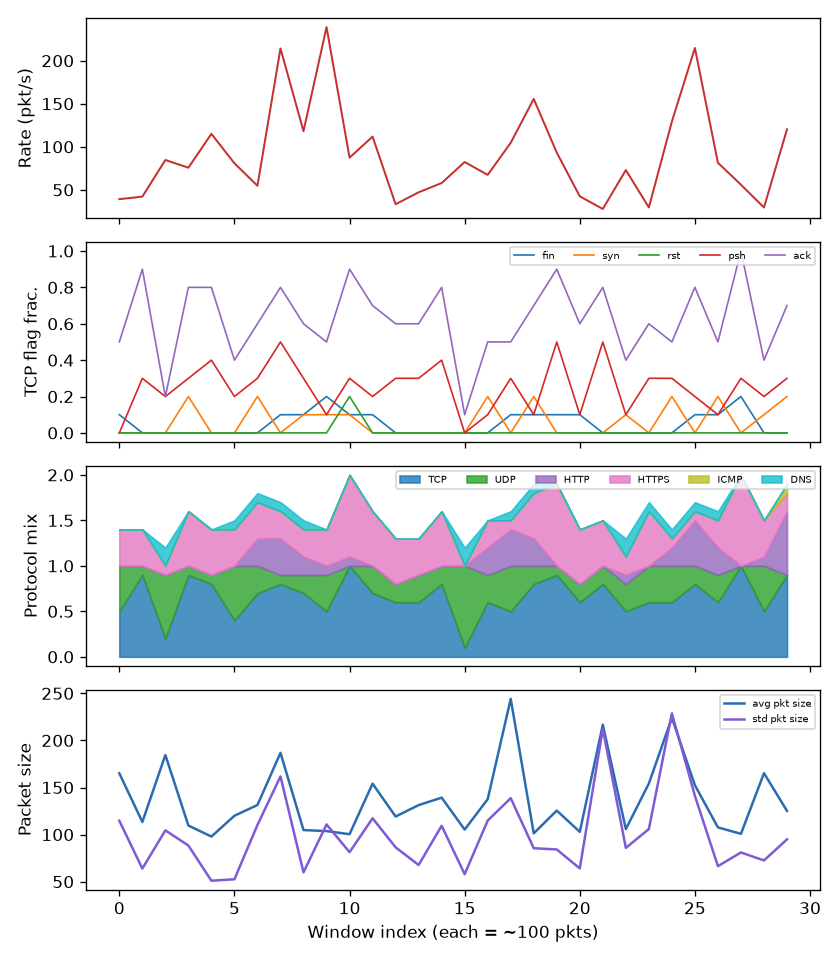 200
150
100
50
Rate (pkt/s)
1.0
0.8
0.6
0.4
0.2
0.0
TCP flag frac.
fin syn rst psh ack
2.0
1.5
1.0
0.5
0.0
Protocol mix
TCP UDP HTTP HTTPS ICMP DNS
250
200
150
100
50
Packet size
avg pkt size
std pkt size
0 5 10 15 20 25 30
Window index (each = ~100 pkts)